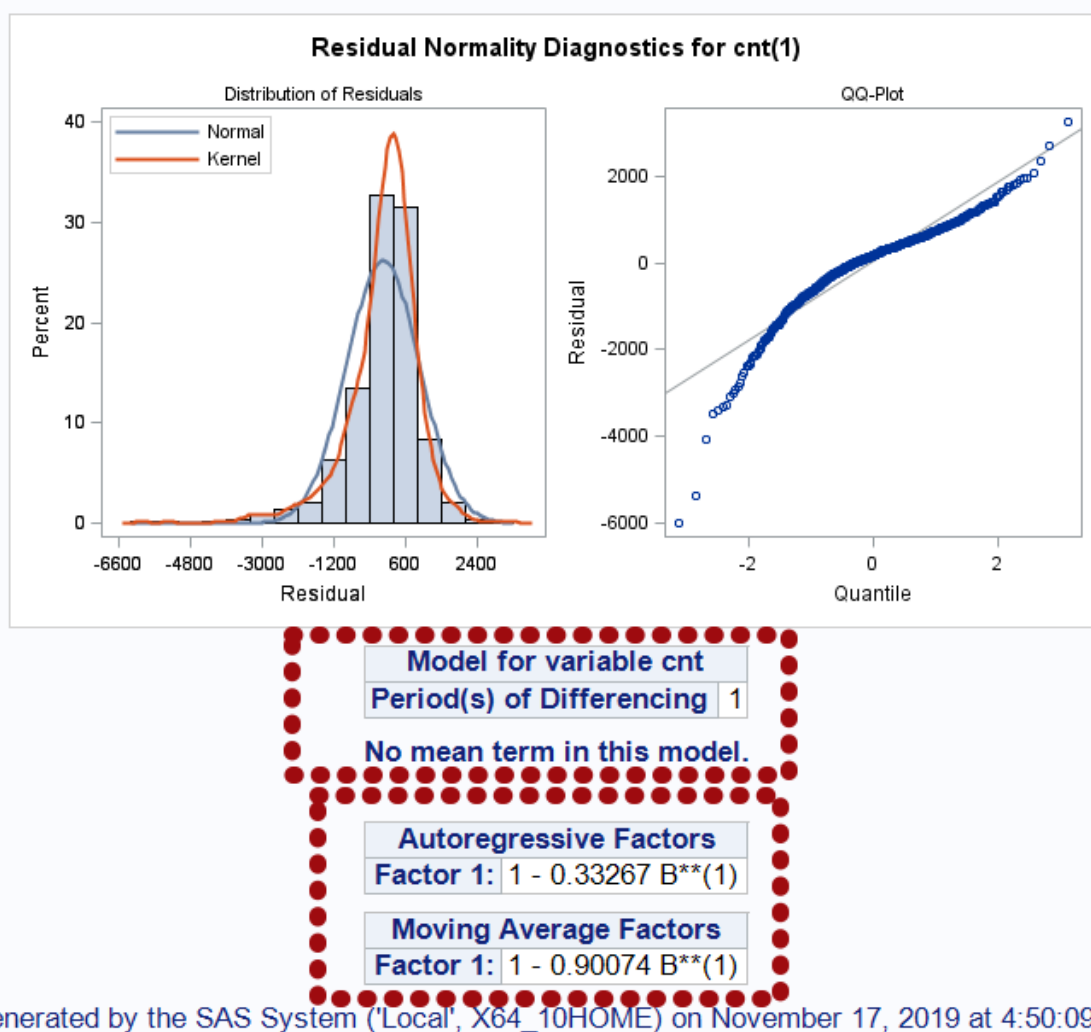 Residual Normality Diagnostics for cnt(1)
Distribution of Residuals
Normal
Kernel
40
30
20
10
0
Percent
-6600 -4800 -3000 -1200 600 2400
Residual
QQ-Plot
2000
0
-2000
-4000
-6000
Residual
-2 0 2
Quantile
Model for variable cnt
Period(s) of Differencing 1
No mean term in this model.
Autoregressive Factors
Factor 1: 1 - 0.33267 B**(1)
Moving Average Factors
Factor 1: 1 - 0.90074 B**(1)
enerated by the SAS System ('Local', X64_10HOME) on November 17, 2019 at 4:50:08